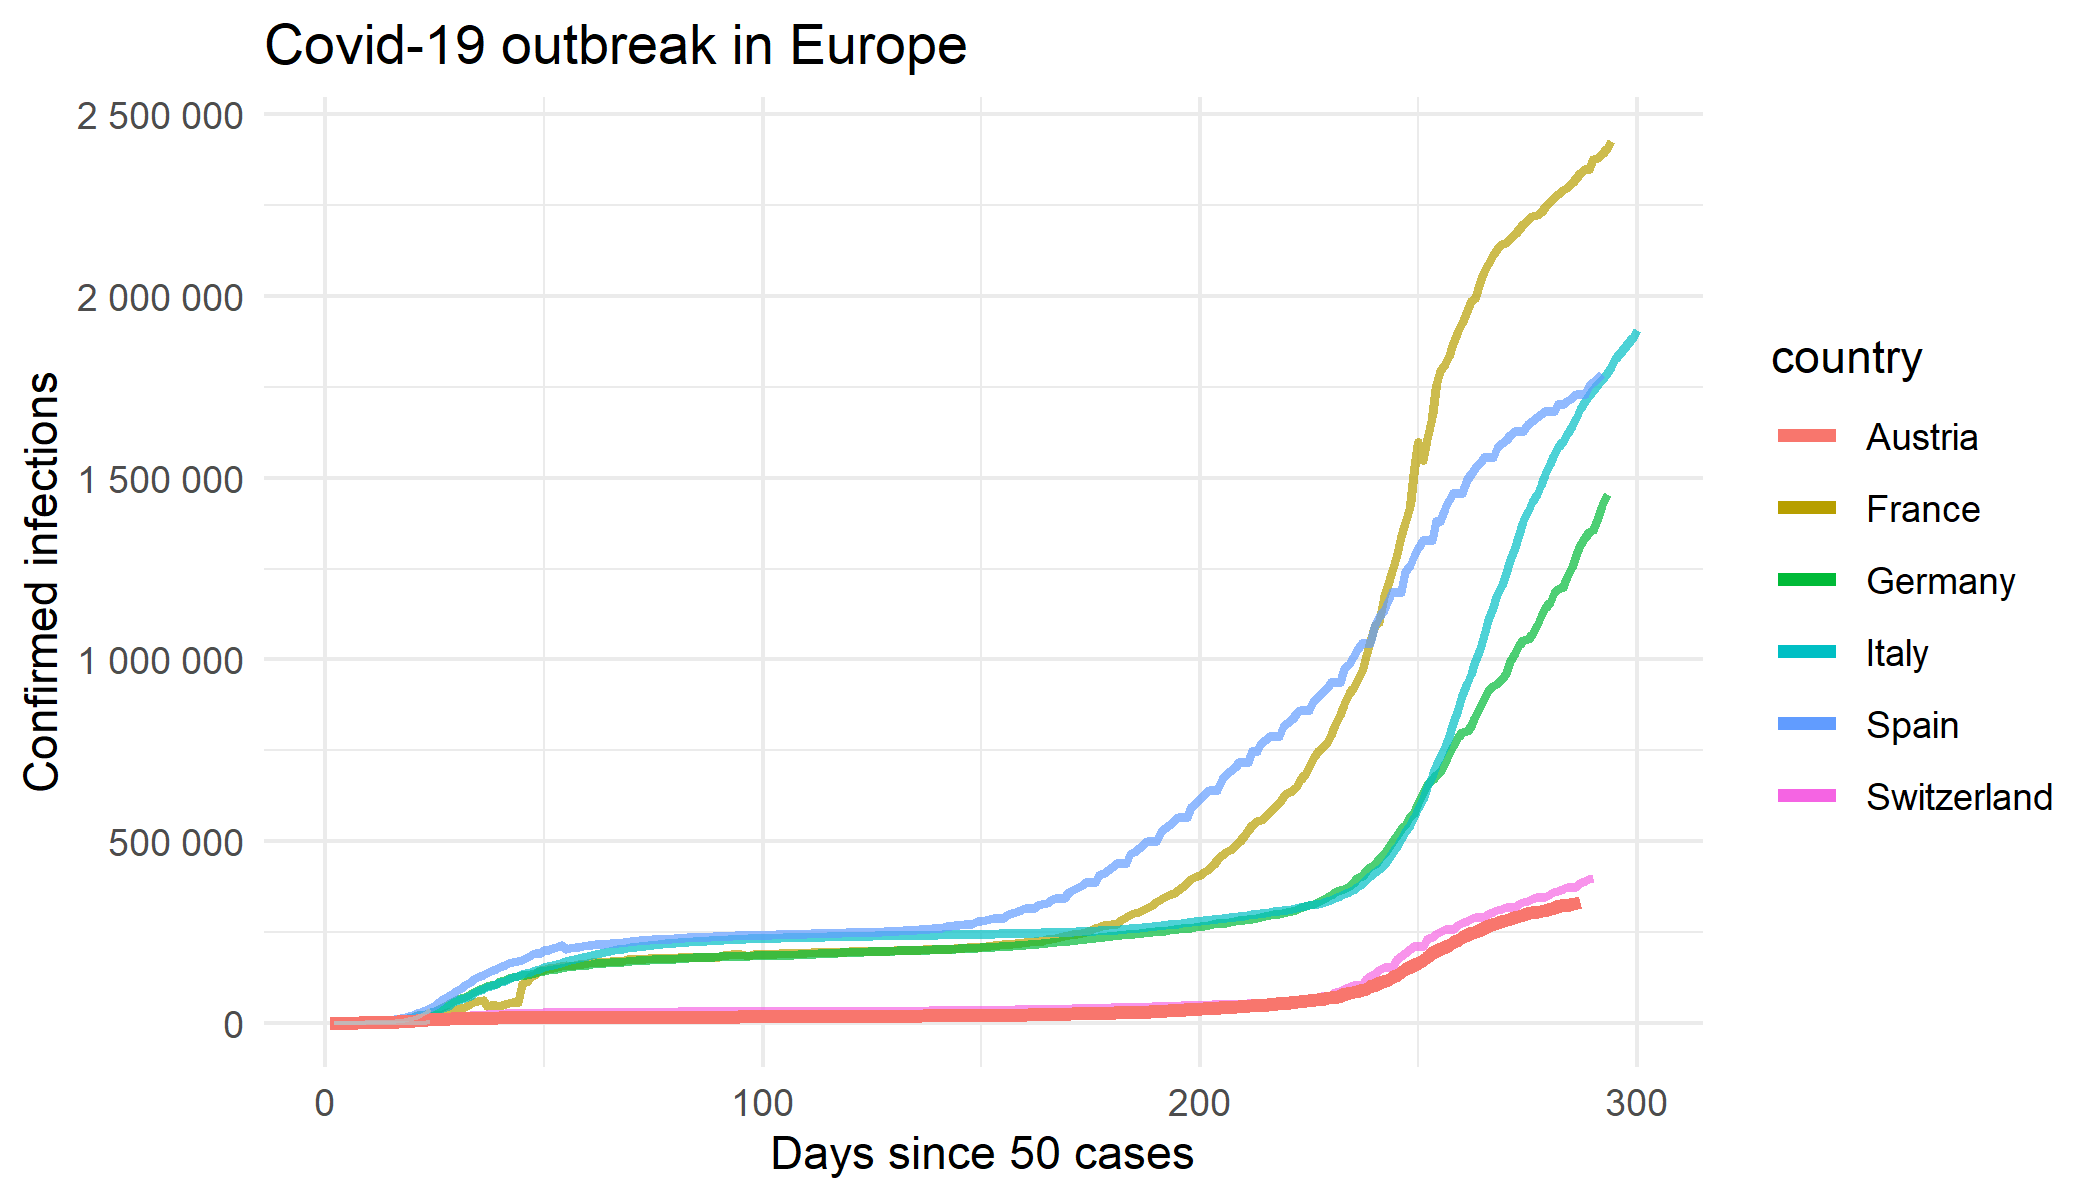 Covid-19 outbreak in Europe
2 500 000
2 000 000
1 500 000
1 000 000
500 000
0
Confirmed infections
0 100 200 300
Days since 50 cases
country
Austria
France
Germany
Italy
Spain
Switzerland